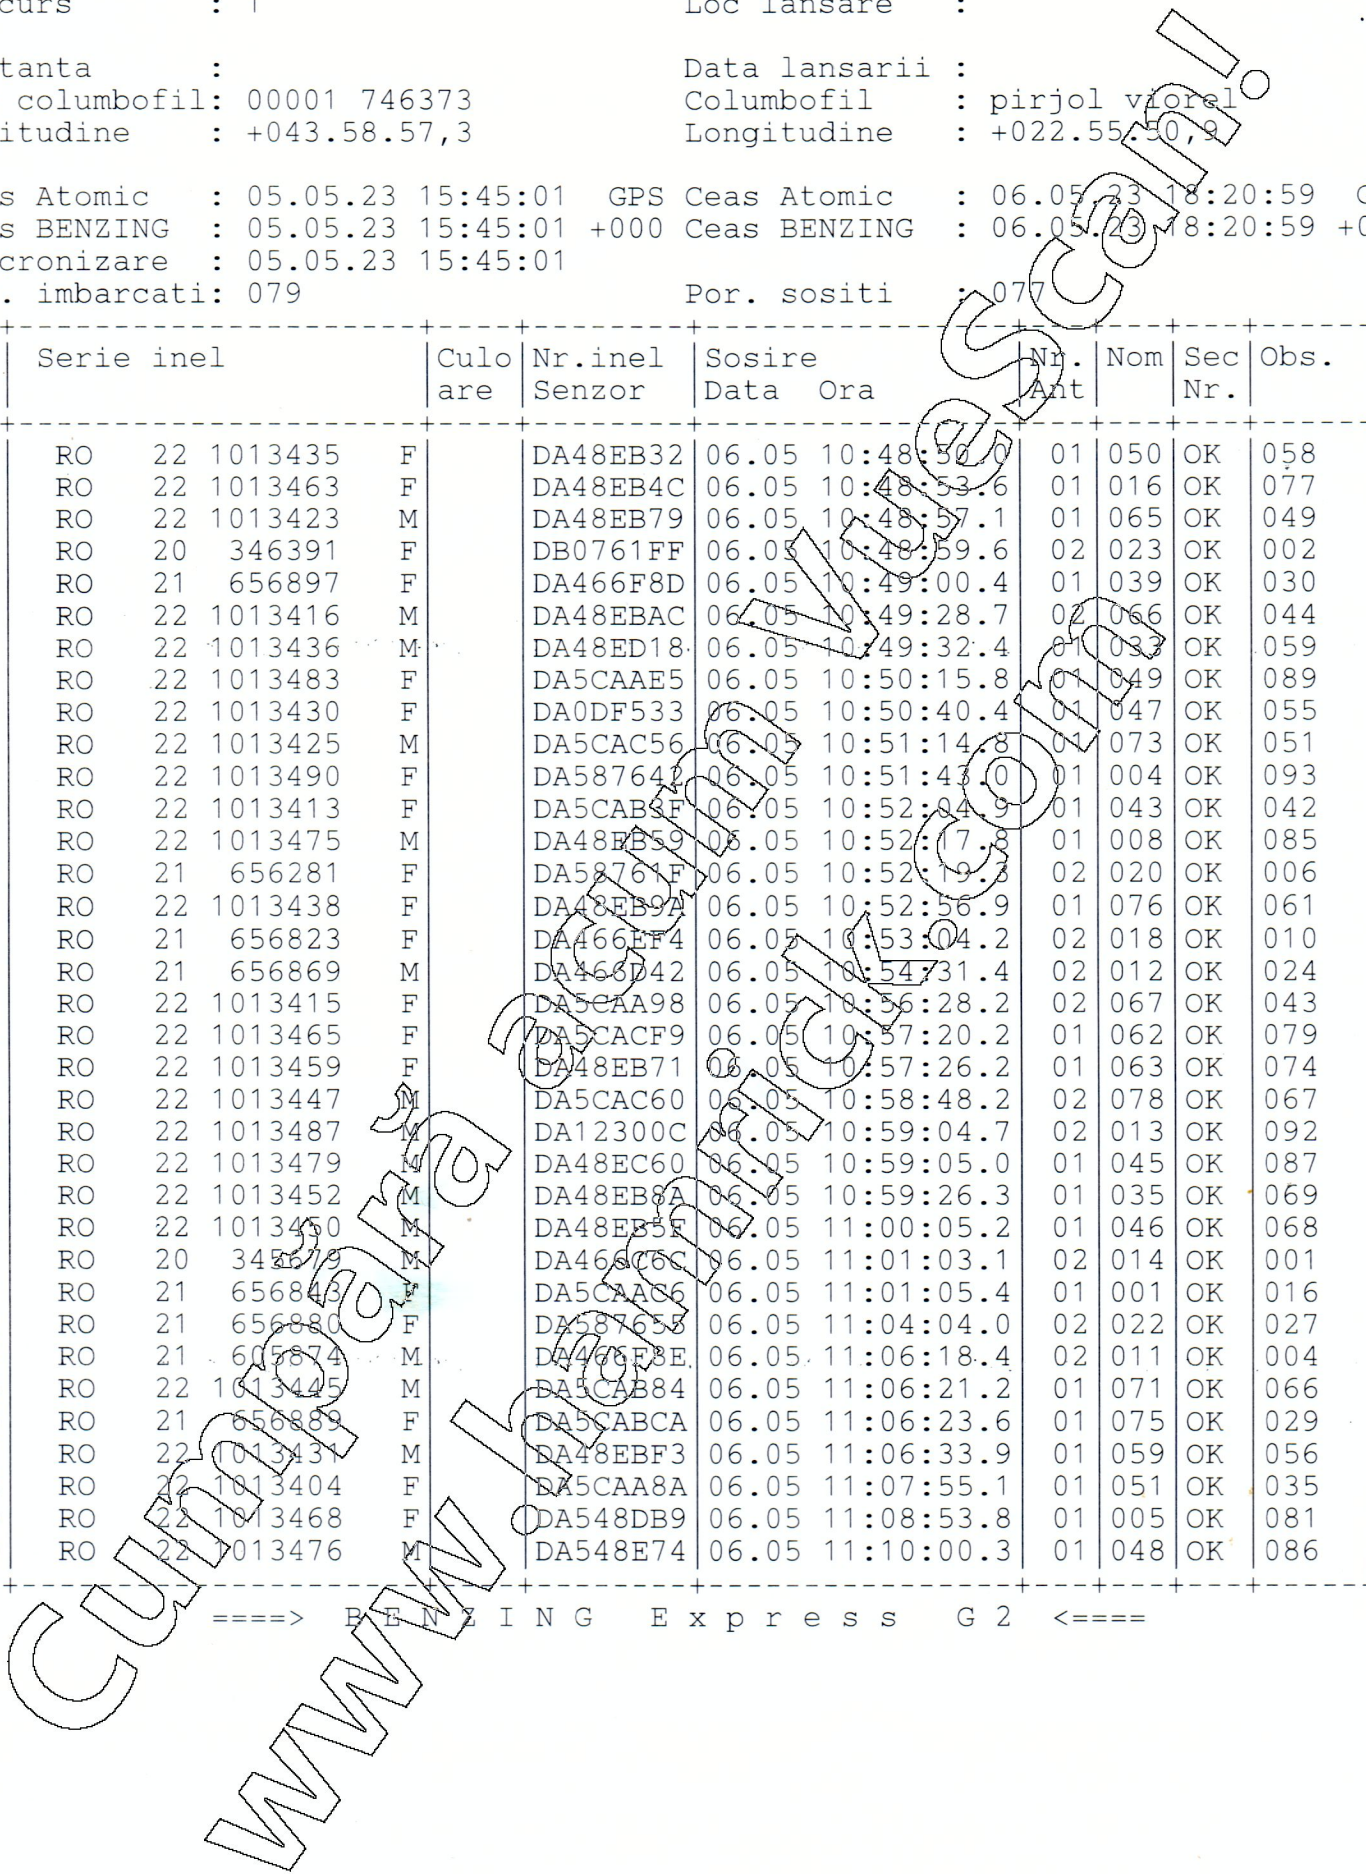 curs : 1 Loc lansare :
tanta : Data lansarii :
columbofil: 00001 746373 Columbofil : pirjol viorel
itudine : +043.58.57,3 Longitudine : +022.55.50,9
s Atomic : 05.05.23 15:45:01 GPS Ceas Atomic : 06.05.23 18:20:59 G
s BENZING : 05.05.23 15:45:01 +000 Ceas BENZING : 06.05.23 18:20:59 +0
cronizare : 05.05.23 15:45:01
. imbarcati: 079 Por. sositi : 077
Serie inel Culo Nr.inel Sosire Nr. Nom Sec Obs.
are Senzor Data Ora Ant Nr.
RO 22 1013435 F DA48EB32 06.05 10:48:50.0 01 050 OK 058
RO 22 1013463 F DA48EB4C 06.05 10:48:53.6 01 016 OK 077
RO 22 1013423 M DA48EB79 06.05 10:48:57.1 01 065 OK 049
RO 20 346391 F DB0761FF 06.05 10:48:59.6 02 023 OK 002
RO 21 656897 F DA466F8D 06.05 10:49:00.4 01 039 OK 030
RO 22 1013416 M DA48EBAC 06.05 10:49:28.7 02 066 OK 044
RO 22 1013436 M DA48ED18 06.05 10:49:32.4 01 033 OK 059
RO 22 1013483 F DA5CAAE5 06.05 10:50:15.8 01 049 OK 089
RO 22 1013430 F DA0DF533 06.05 10:50:40.4 01 047 OK 055
RO 22 1013425 M DA5CAC56 06.05 10:51:14.8 01 073 OK 051
RO 22 1013490 F DA587642 06.05 10:51:43.0 01 004 OK 093
RO 22 1013413 F DA5CAB3F 06.05 10:52:04.9 01 043 OK 042
RO 22 1013475 M DA48EB59 06.05 10:52:17.8 01 008 OK 085
RO 21 656281 F DA58761F 06.05 10:52:19.3 02 020 OK 006
RO 22 1013438 F DA48EB9A 06.05 10:52:56.9 01 076 OK 061
RO 21 656823 F DA466EF4 06.05 10:53:04.2 02 018 OK 010
RO 21 656869 M DA466D42 06.05 10:54:31.4 02 012 OK 024
RO 22 1013415 F DA5CAA98 06.05 10:56:28.2 02 067 OK 043
RO 22 1013465 F DA5CACF9 06.05 10:57:20.2 01 062 OK 079
RO 22 1013459 F DA48EB71 06.05 10:57:26.2 01 063 OK 074
RO 22 1013447 M DA5CAC60 06.05 10:58:48.2 02 078 OK 067
RO 22 1013487 M DA12300C 06.05 10:59:04.7 02 013 OK 092
RO 22 1013479 M DA48EC60 06.05 10:59:05.0 01 045 OK 087
RO 22 1013452 M DA48EB8A 06.05 10:59:26.3 01 035 OK 069
RO 22 1013450 M DA48EB5F 06.05 11:00:05.2 01 046 OK 068
RO 20 345679 M DA466C6C 06.05 11:01:03.1 02 014 OK 001
RO 21 656843 F DA5CAAC6 06.05 11:01:05.4 01 001 OK 016
RO 21 656880 F DA587655 06.05 11:04:04.0 02 022 OK 027
RO 21 605874 M DA466F8E 06.05 11:06:18.4 02 011 OK 004
RO 22 1013445 M DA5CAB84 06.05 11:06:21.2 01 071 OK 066
RO 21 656889 F DA5CABCA 06.05 11:06:23.6 01 075 OK 029
RO 22 1013431 M DA48EBF3 06.05 11:06:33.9 01 059 OK 056
RO 22 1013404 F DA5CAA8A 06.05 11:07:55.1 01 051 OK 035
RO 22 1013468 F DA548DB9 06.05 11:08:53.8 01 005 OK 081
RO 22 1013476 M DA548E74 06.05 11:10:00.3 01 048 OK 086
====> B E N Z I N G E x p r e s s G 2 <====
Cumpără acum VueScan!
www.hamrick.com